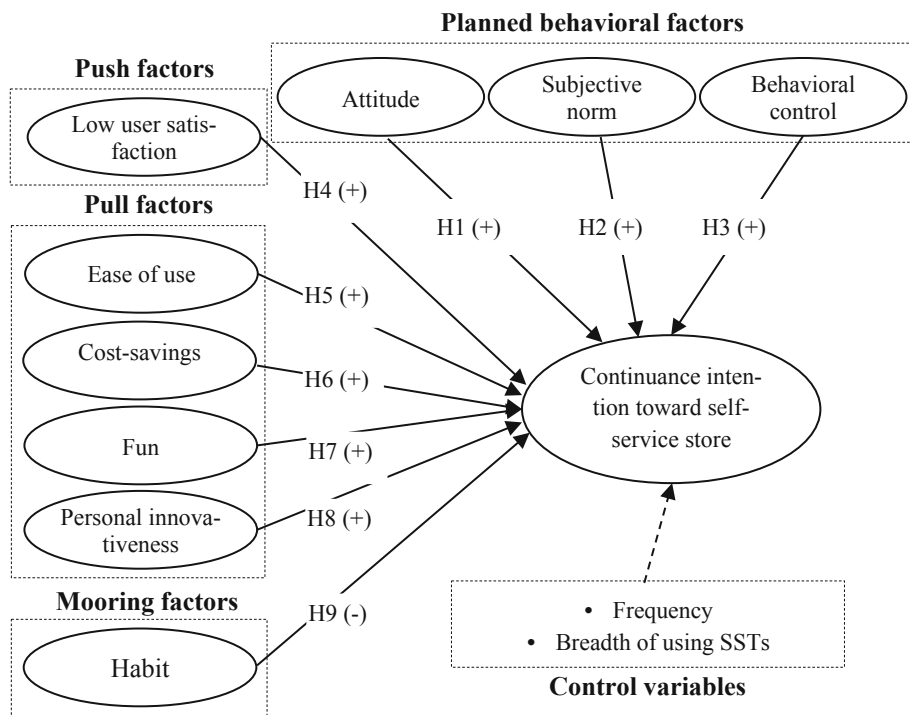 Planned behavioral factors
Attitude
Subjective
norm
Behavioral
control
Push factors
Low user satis-
faction
H4 (+)
H1 (+)
H2 (+)
H3 (+)
Pull factors
Ease of use
H5 (+)
Cost-savings
H6 (+)
Fun
H7 (+)
Personal innova-
tiveness
H8 (+)
Continuance inten-
tion toward self-
service store
Mooring factors
Habit
H9 (-)
• Frequency
• Breadth of using SSTs
Control variables